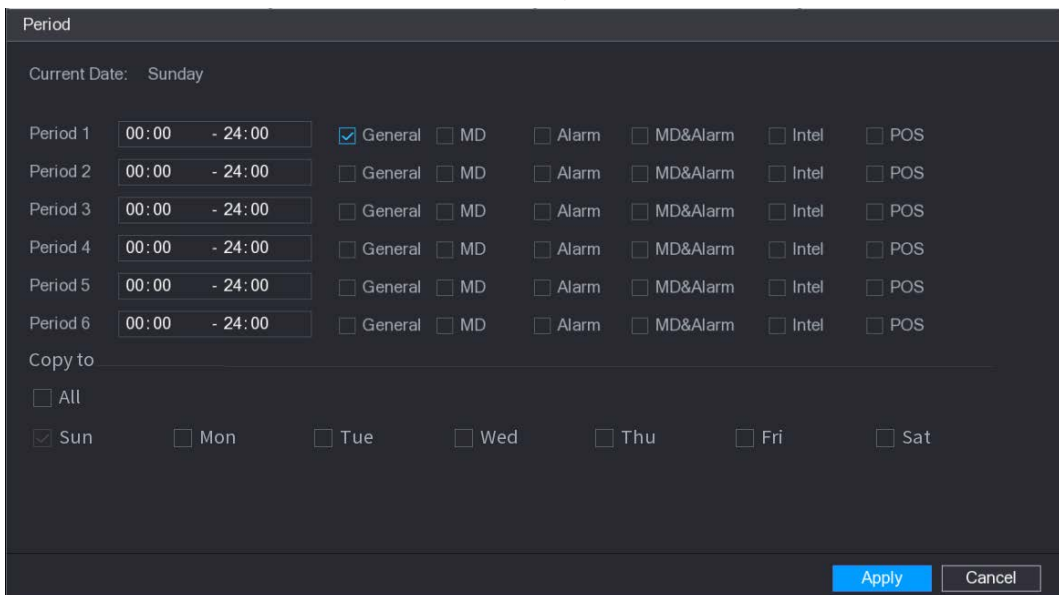 Period
Current Date: Sunday
Period 1 00:00 - 24:00 General MD Alarm MD&Alarm Intel POS
Period 2 00:00 - 24:00 General MD Alarm MD&Alarm Intel POS
Period 3 00:00 - 24:00 General MD Alarm MD&Alarm Intel POS
Period 4 00:00 - 24:00 General MD Alarm MD&Alarm Intel POS
Period 5 00:00 - 24:00 General MD Alarm MD&Alarm Intel POS
Period 6 00:00 - 24:00 General MD Alarm MD&Alarm Intel POS
Copy to
All
Sun Mon Tue Wed Thu Fri Sat
Apply Cancel